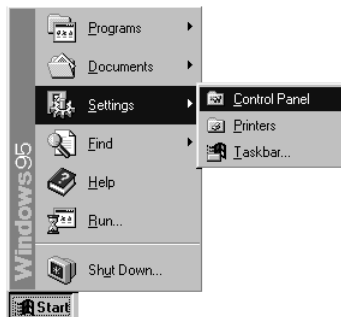 Programs
Documents
Settings
Find
Help
Run...
Shut Down...
Windows95
Start
Control Panel
Printers
Taskbar...